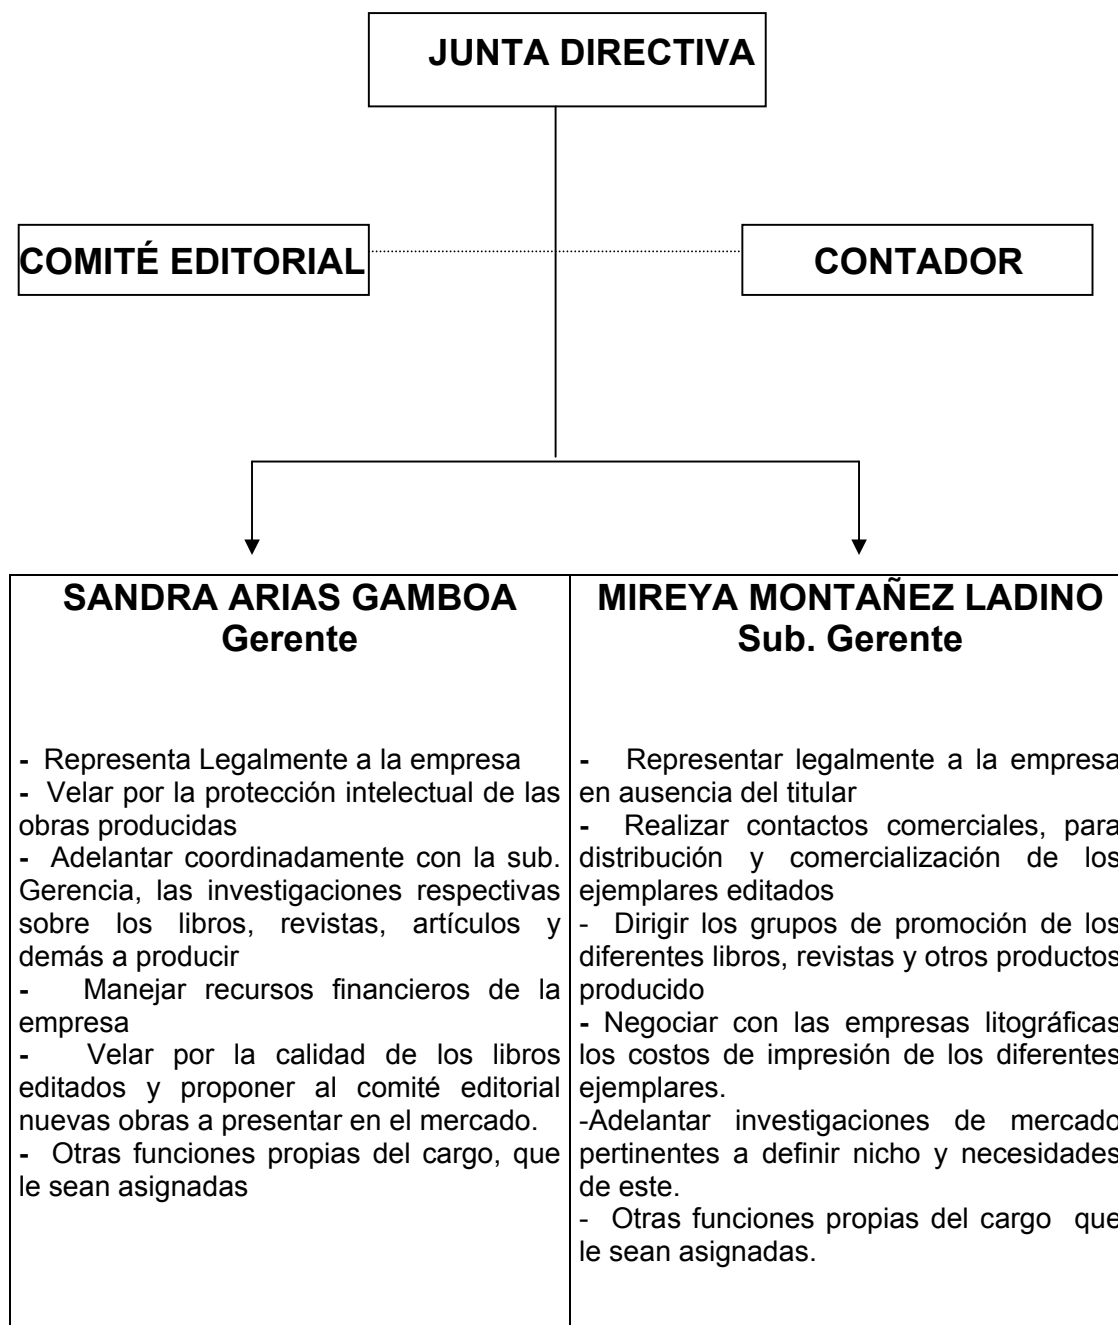 JUNTA DIRECTIVA
COMITÉ EDITORIAL
CONTADOR
SANDRA ARIAS GAMBOA
Gerente
- Representa Legalmente a la empresa
- Velar por la protección intelectual de las
obras producidas
- Adelantar coordinadamente con la sub.
Gerencia, las investigaciones respectivas
sobre los libros, revistas, artículos y
demás a producir
- Manejar recursos financieros de la
empresa
- Velar por la calidad de los libros
editados y proponer al comité editorial
nuevas obras a presentar en el mercado.
- Otras funciones propias del cargo, que
le sean asignadas
MIREYA MONTAÑEZ LADINO
Sub. Gerente
- Representar legalmente a la empresa
en ausencia del titular
- Realizar contactos comerciales, para
distribución y comercialización de los
ejemplares editados
- Dirigir los grupos de promoción de los
diferentes libros, revistas y otros productos
producido
- Negociar con las empresas litográficas
los costos de impresión de los diferentes
ejemplares.
-Adelantar investigaciones de mercado
pertinentes a definir nicho y necesidades
de este.
- Otras funciones propias del cargo que
le sean asignadas.